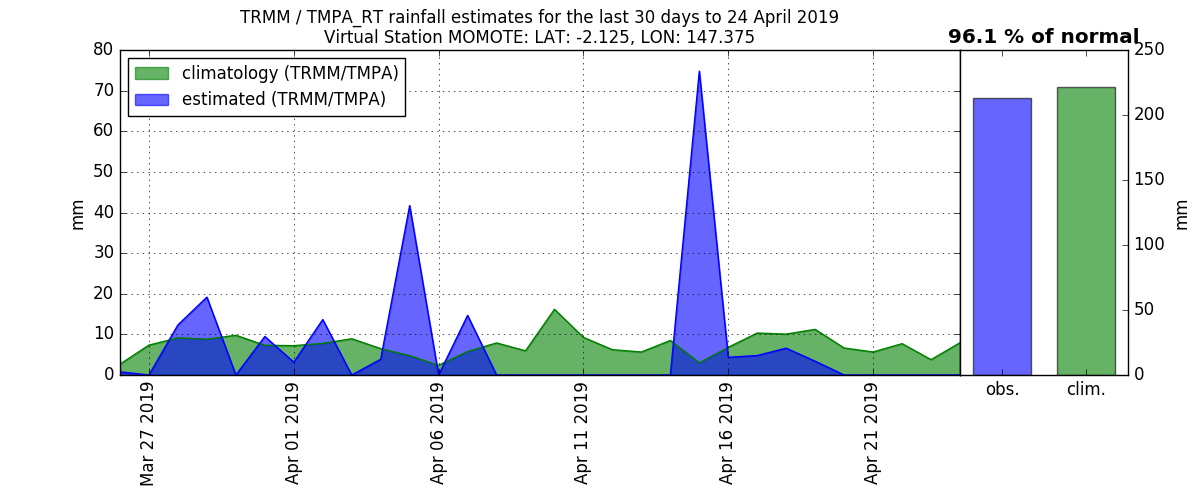 TRMM / TMPA_RT rainfall estimates for the last 30 days to 24 April 2019
Virtual Station MOMOTE: LAT: -2.125, LON: 147.375
96.1 % of normal
climatology (TRMM/TMPA)
estimated (TRMM/TMPA)
mm
80
70
60
50
40
30
20
10
0
Mar 27 2019
Apr 01 2019
Apr 06 2019
Apr 11 2019
Apr 16 2019
Apr 21 2019
obs.
clim.
250
200
150
100
50
0
mm